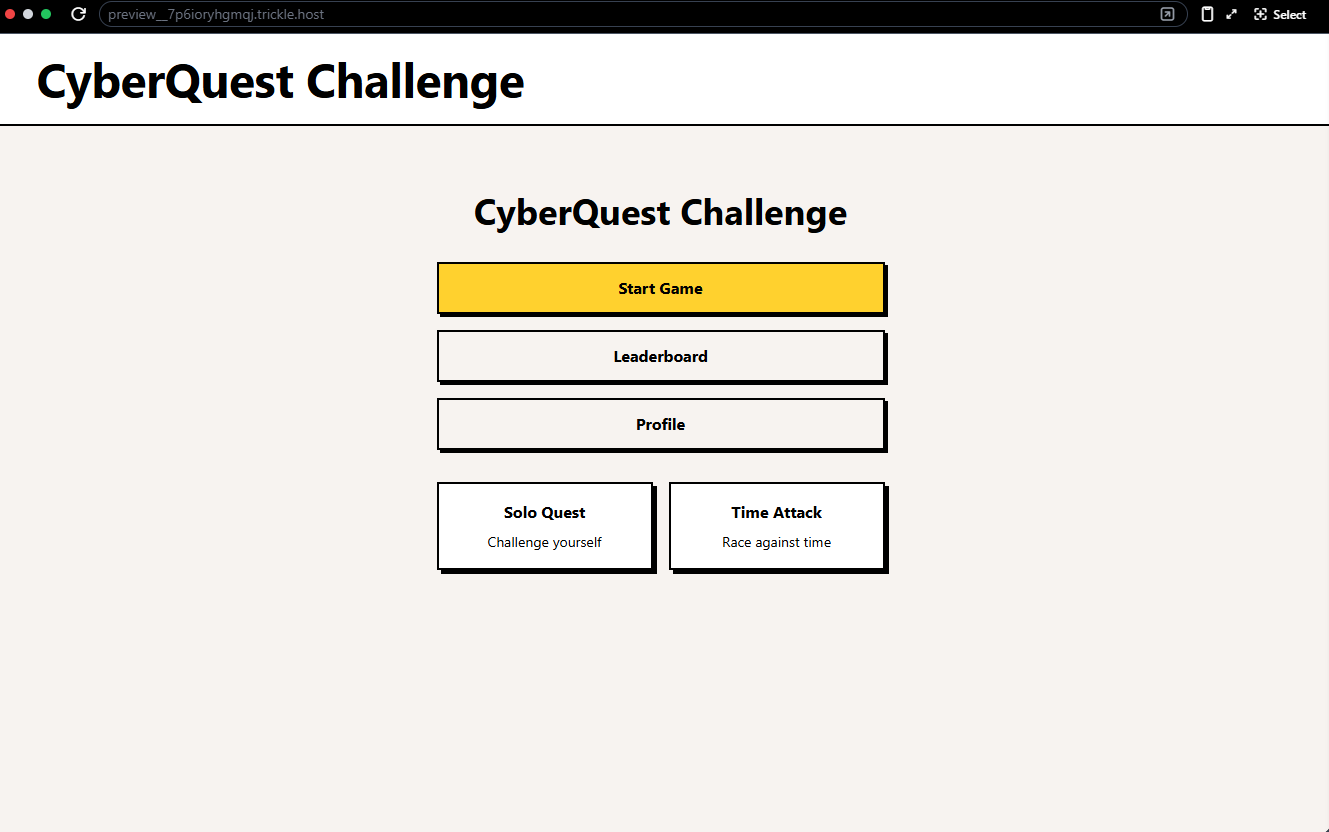 preview__7p6ioryhgmqj.trickle.host
Select
CyberQuest Challenge
CyberQuest Challenge
Start Game
Leaderboard
Profile
Solo Quest
Challenge yourself
Time Attack
Race against time